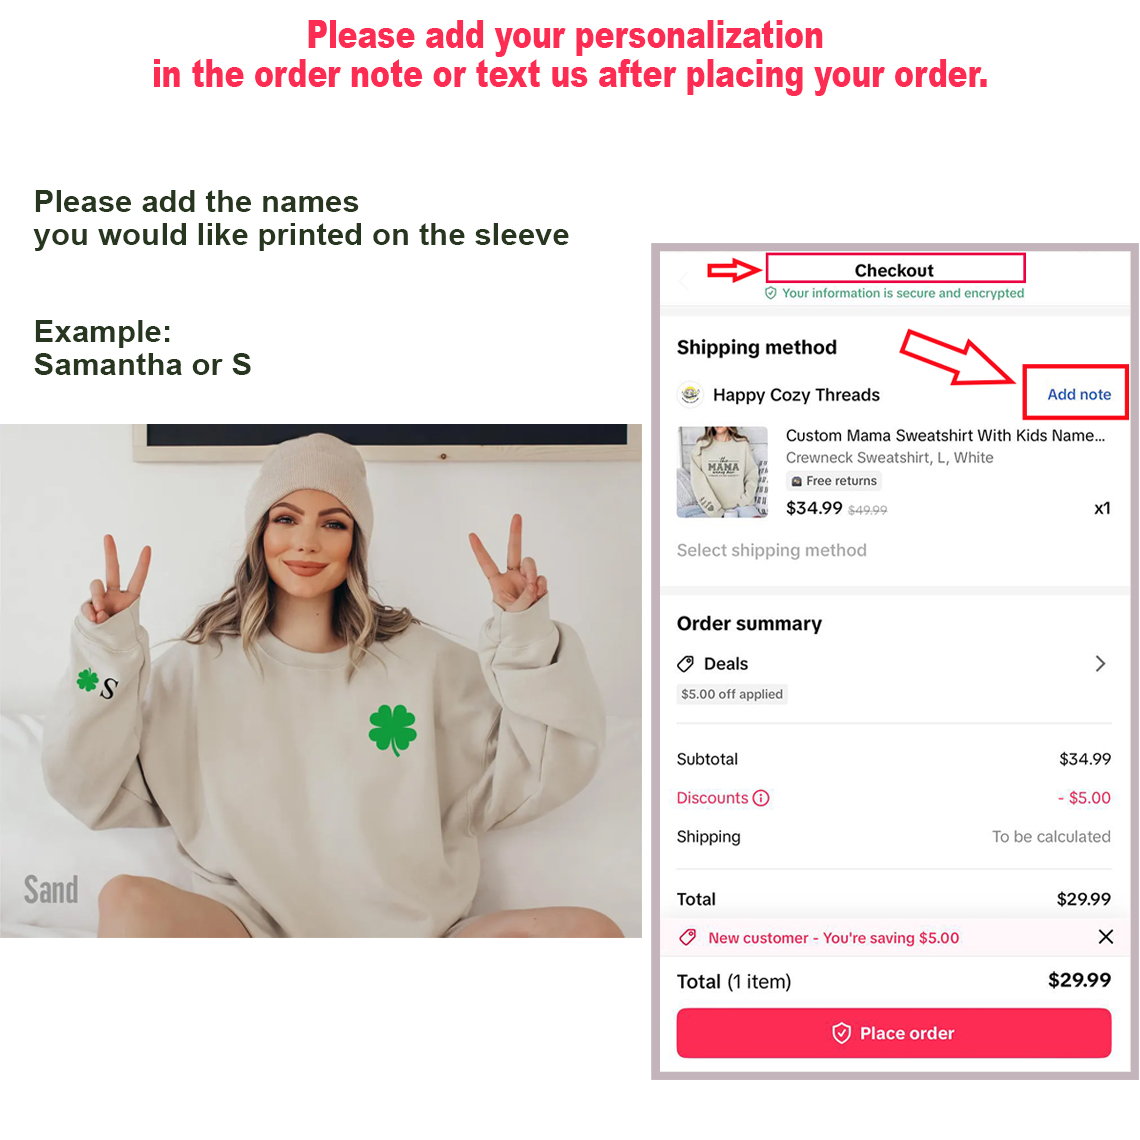 Please add your personalization
in the order note or text us after placing your order.
Please add the names
you would like printed on the sleeve
Example:
Samantha or S
S
Sand
Checkout
Your information is secure and encrypted
Shipping method
Happy Cozy Threads
Add note
Custom Mama Sweatshirt With Kids Name...
Crewneck Sweatshirt, L, White
Free returns
MAMA
$34.99 $49.99
x1
Select shipping method
Order summary
Deals
$5.00 off applied
Subtotal
$34.99
Discounts
- $5.00
Shipping
To be calculated
Total
$29.99
New customer - You're saving $5.00
Total (1 item)
$29.99
Place order